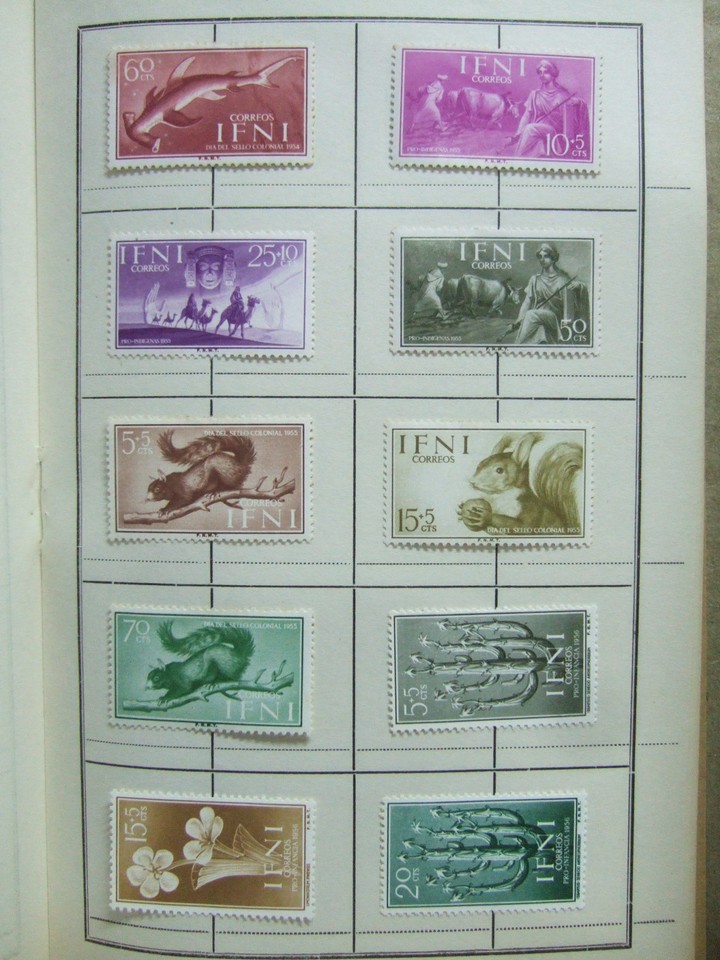 60
CTS
CORREOS
IFNI
DIA DEL SELLO COLONIAL 1954
F.N.M.T.
IFNI
CORREOS
10+5
CTS
PRO-INDIGENAS 1955
F.N.M.T.
IFNI
CORREOS
25+10
PRO-INDIGENAS 1955
F.N.M.T.
IFNI
CORREOS
50
CTS
PRO-INDIGENAS 1955
F.N.M.T.
5+5
CTS
DIA DEL SELLO COLONIAL 1955
CORREOS
IFNI
F.N.M.T.
IFNI
CORREOS
15+5
CTS
DIA DEL SELLO COLONIAL 1955
F.N.M.T.
70
CTS
DIA DEL SELLO COLONIAL 1955
CORREOS
IFNI
F.N.M.T.
5+5
CTS
IFNI
CORREOS
PRO-INFANCIA 1956
F.N.M.T.
15+5
CTS
IFNI
CORREOS
PRO-INFANCIA 1956
F.N.M.T.
20
CTS
IFNI
CORREOS
PRO-INFANCIA 1956
F.N.M.T.